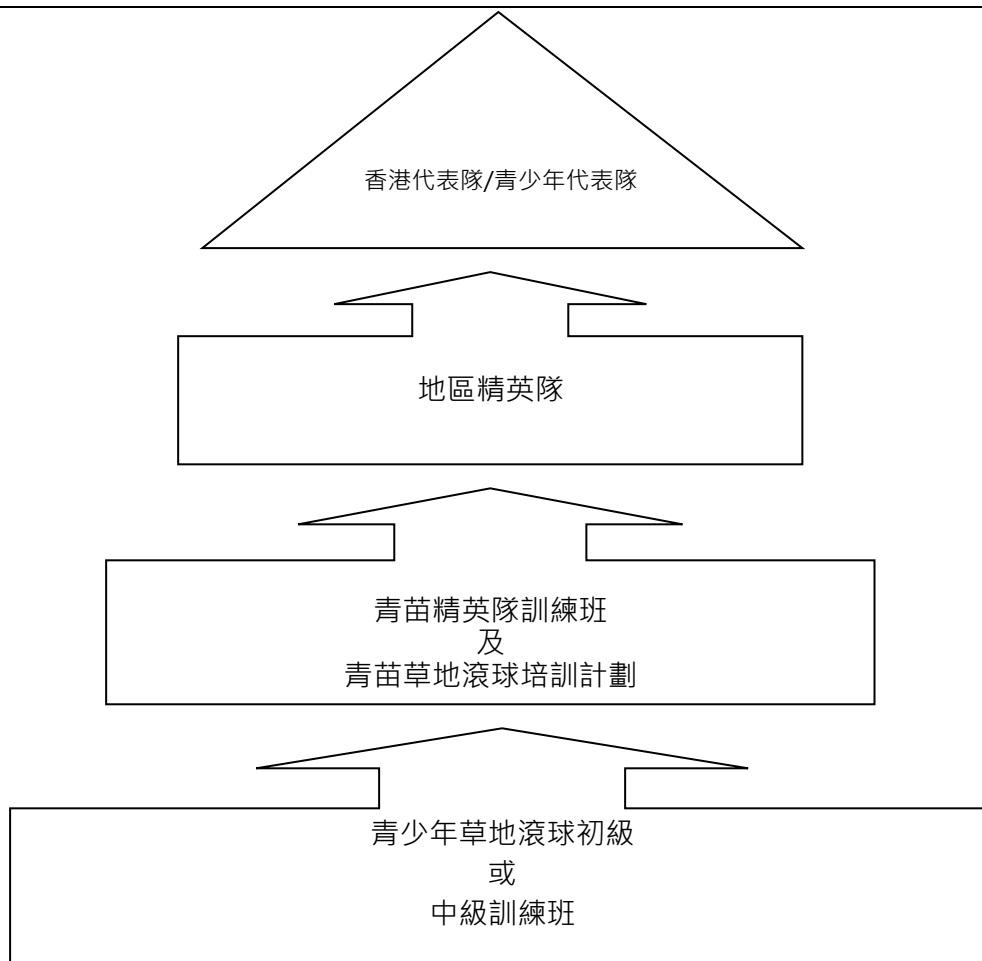 香港代表隊/青少年代表隊
地區精英隊
青苗精英隊訓練班
及
青苗草地滾球培訓計劃
青少年草地滾球初級
或
中級訓練班